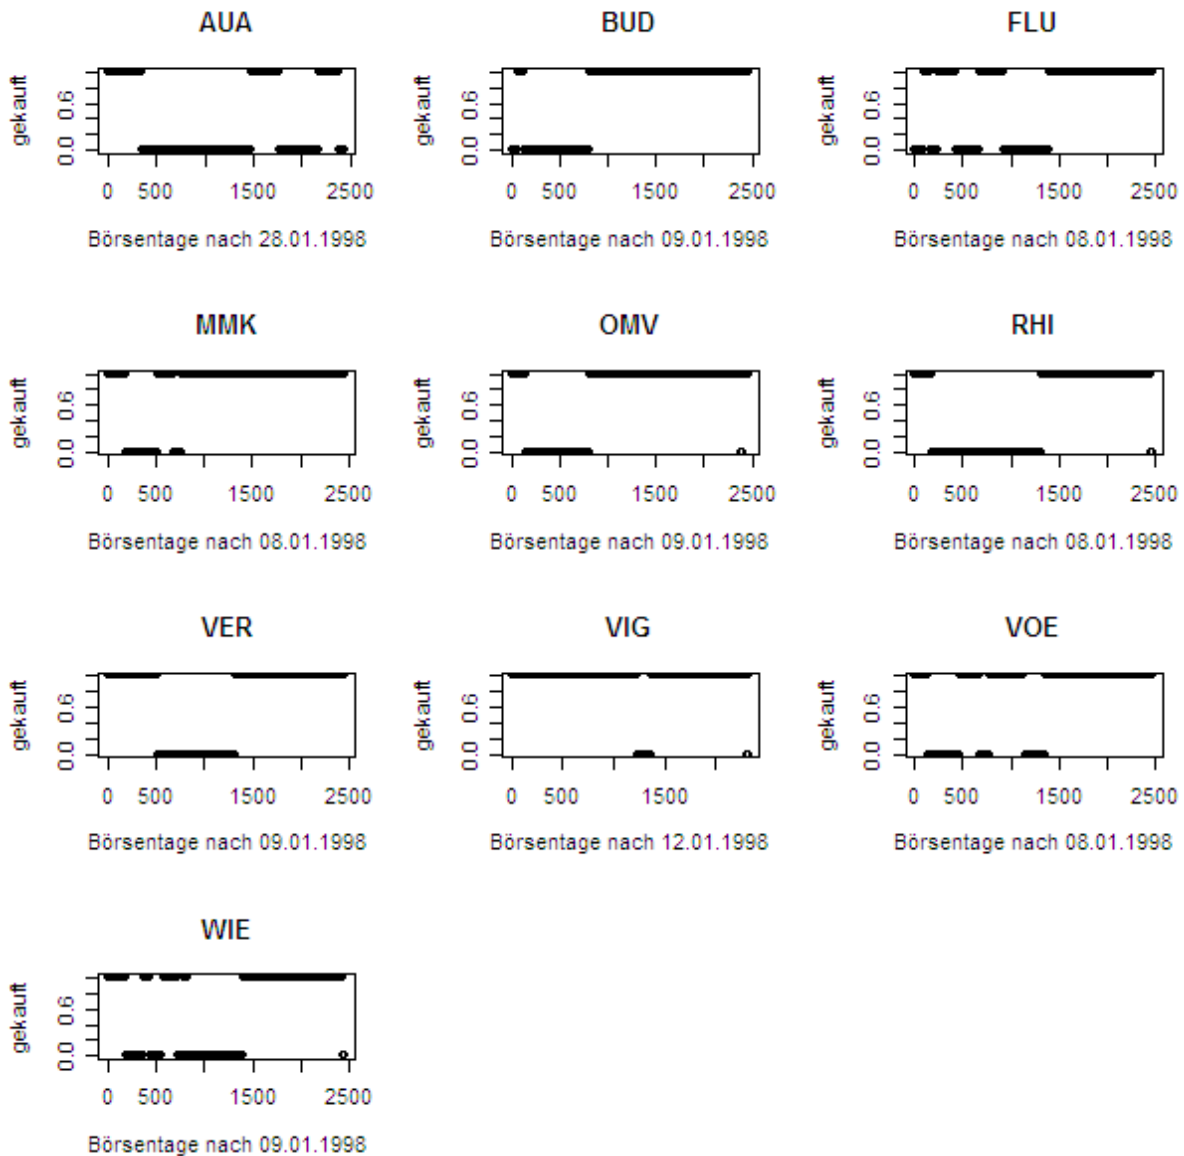 AUA BUD FLU
gekauft 0.0 0.6 gekauft 0.0 0.6 gekauft 0.0 0.6
0 500 1500 2500 0 500 1500 2500 0 500 1500 2500
Börsentage nach 28.01.1998 Börsentage nach 09.01.1998 Börsentage nach 08.01.1998
MMK OMV RHI
gekauft 0.0 0.6 gekauft 0.0 0.6 gekauft 0.0 0.6
0 500 1500 2500 0 500 1500 2500 0 500 1500 2500
Börsentage nach 08.01.1998 Börsentage nach 09.01.1998 Börsentage nach 08.01.1998
VER VIG VOE
gekauft 0.0 0.6 gekauft 0.0 0.6 gekauft 0.0 0.6
0 500 1500 2500 0 500 1500 0 500 1500 2500
Börsentage nach 09.01.1998 Börsentage nach 12.01.1998 Börsentage nach 08.01.1998
WIE
gekauft 0.0 0.6
0 500 1500 2500
Börsentage nach 09.01.1998